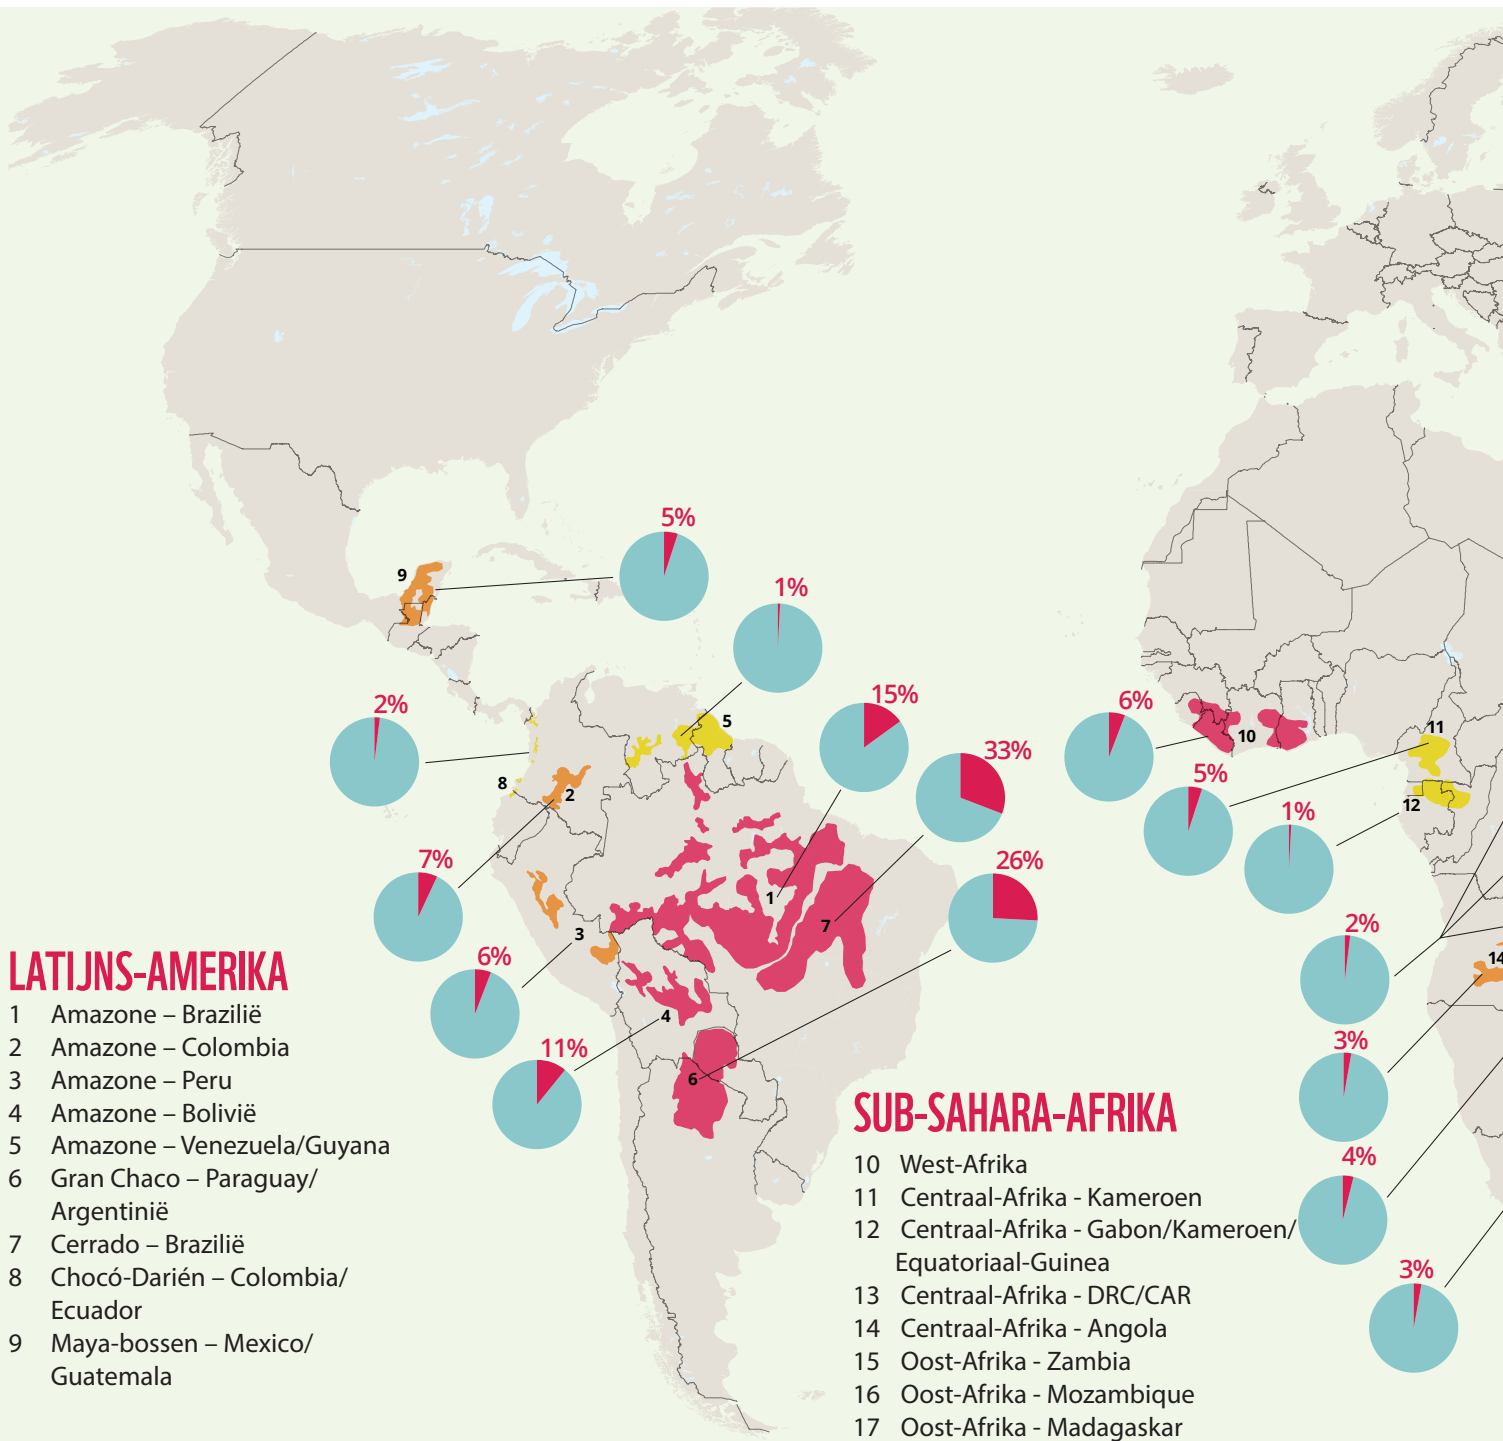 5%
9
1%
2%
15%
5
6%
33%
11
10
5%
8
2
12
1%
7%
26%
1
7
3
2%
6%
14
LATIJNS-AMERIKA
1 Amazone – Brazilië
2 Amazone – Colombia
3 Amazone – Peru
4 Amazone – Bolivië
5 Amazone – Venezuela/Guyana
6 Gran Chaco – Paraguay/
Argentinië
7 Cerrado – Brazilië
8 Chocó-Darién – Colombia/
Ecuador
9 Maya-bossen – Mexico/
Guatemala
4
11%
6
3%
4%
3%
SUB-SAHARA-AFRIKA
10 West-Afrika
11 Centraal-Afrika - Kameroen
12 Centraal-Afrika - Gabon/Kameroen/
Equatoriaal-Guinea
13 Centraal-Afrika - DRC/CAR
14 Centraal-Afrika - Angola
15 Oost-Afrika - Zambia
16 Oost-Afrika - Mozambique
17 Oost-Afrika - Madagaskar